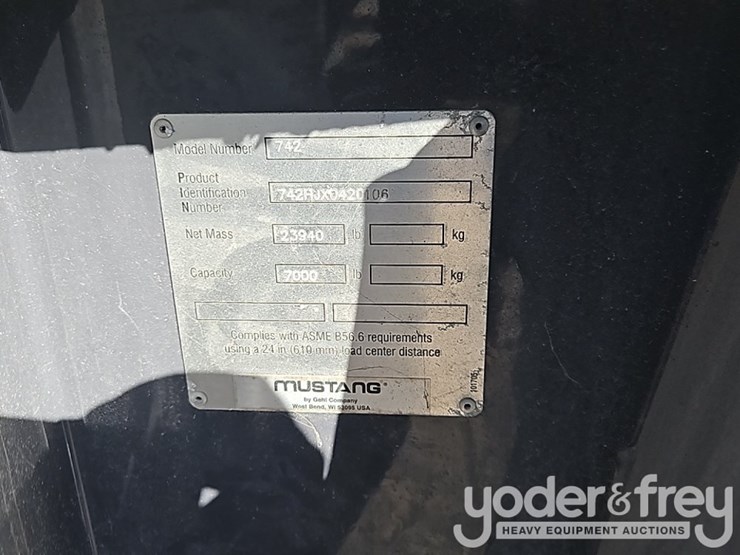 Model Number 742
Product
Identification 742RJX0420106
Number
Net Mass 23940 lb kg
Capacity 7000 lb kg
Complies with ASME B56.6 requirements
using a 24 in (610 mm) load center distance
MUSTANG
by Gehl Company
West Bend, WI 53095 USA
yoder&frey
HEAVY EQUIPMENT AUCTIONS